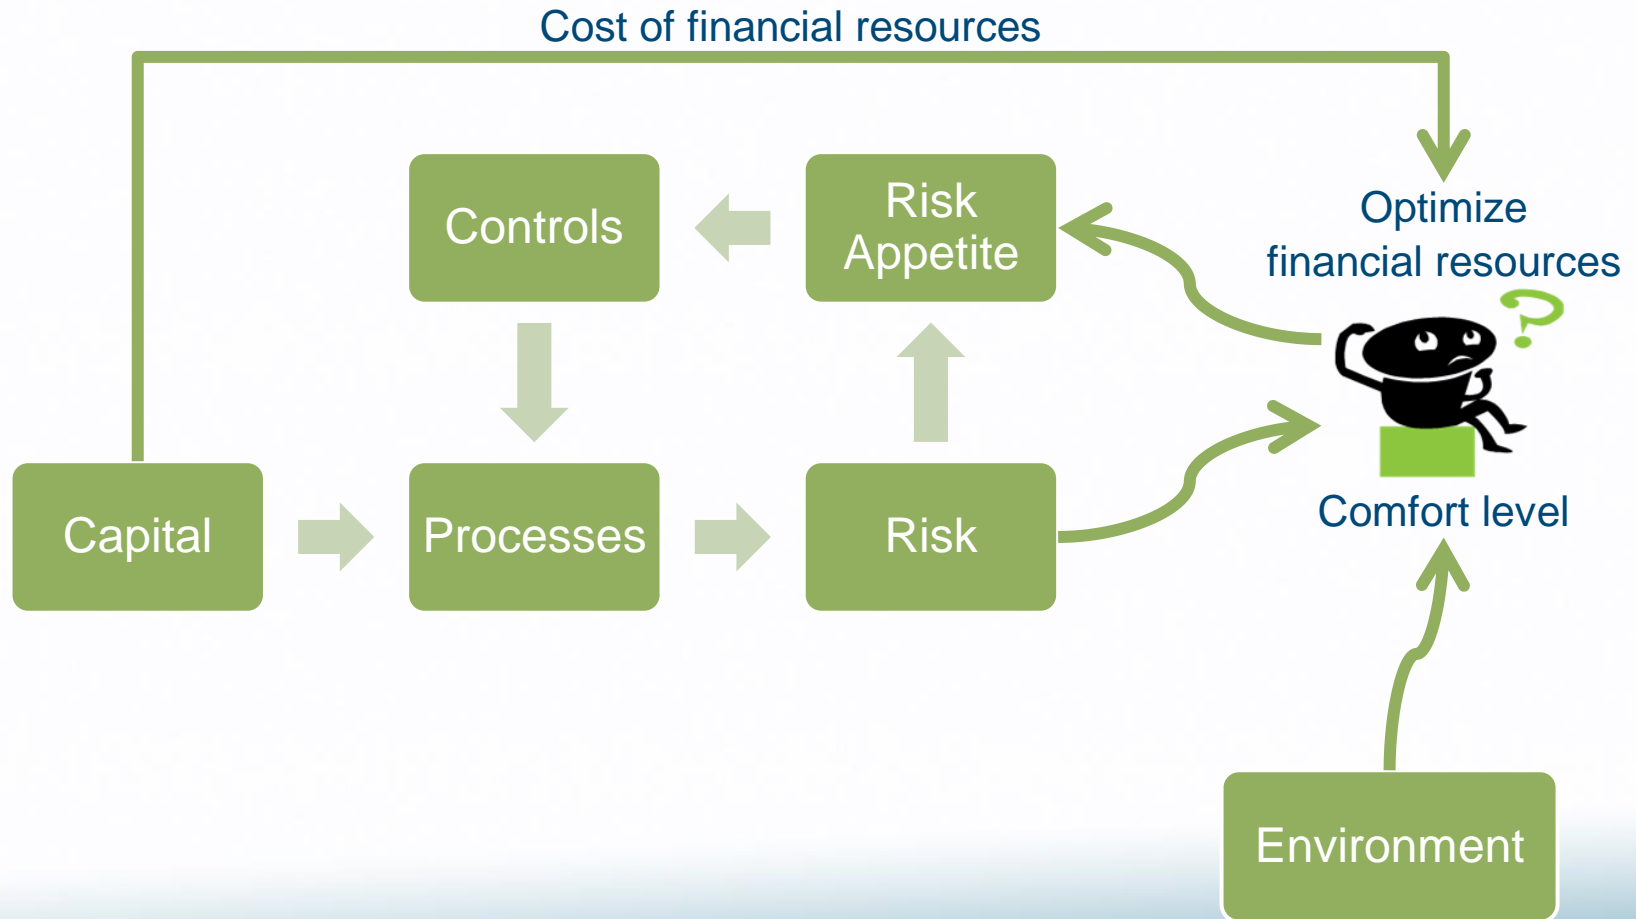 Cost of financial resources
Controls
Risk
Appetite
Optimize
financial resources
?
Capital
Processes
Risk
Comfort level
Environment